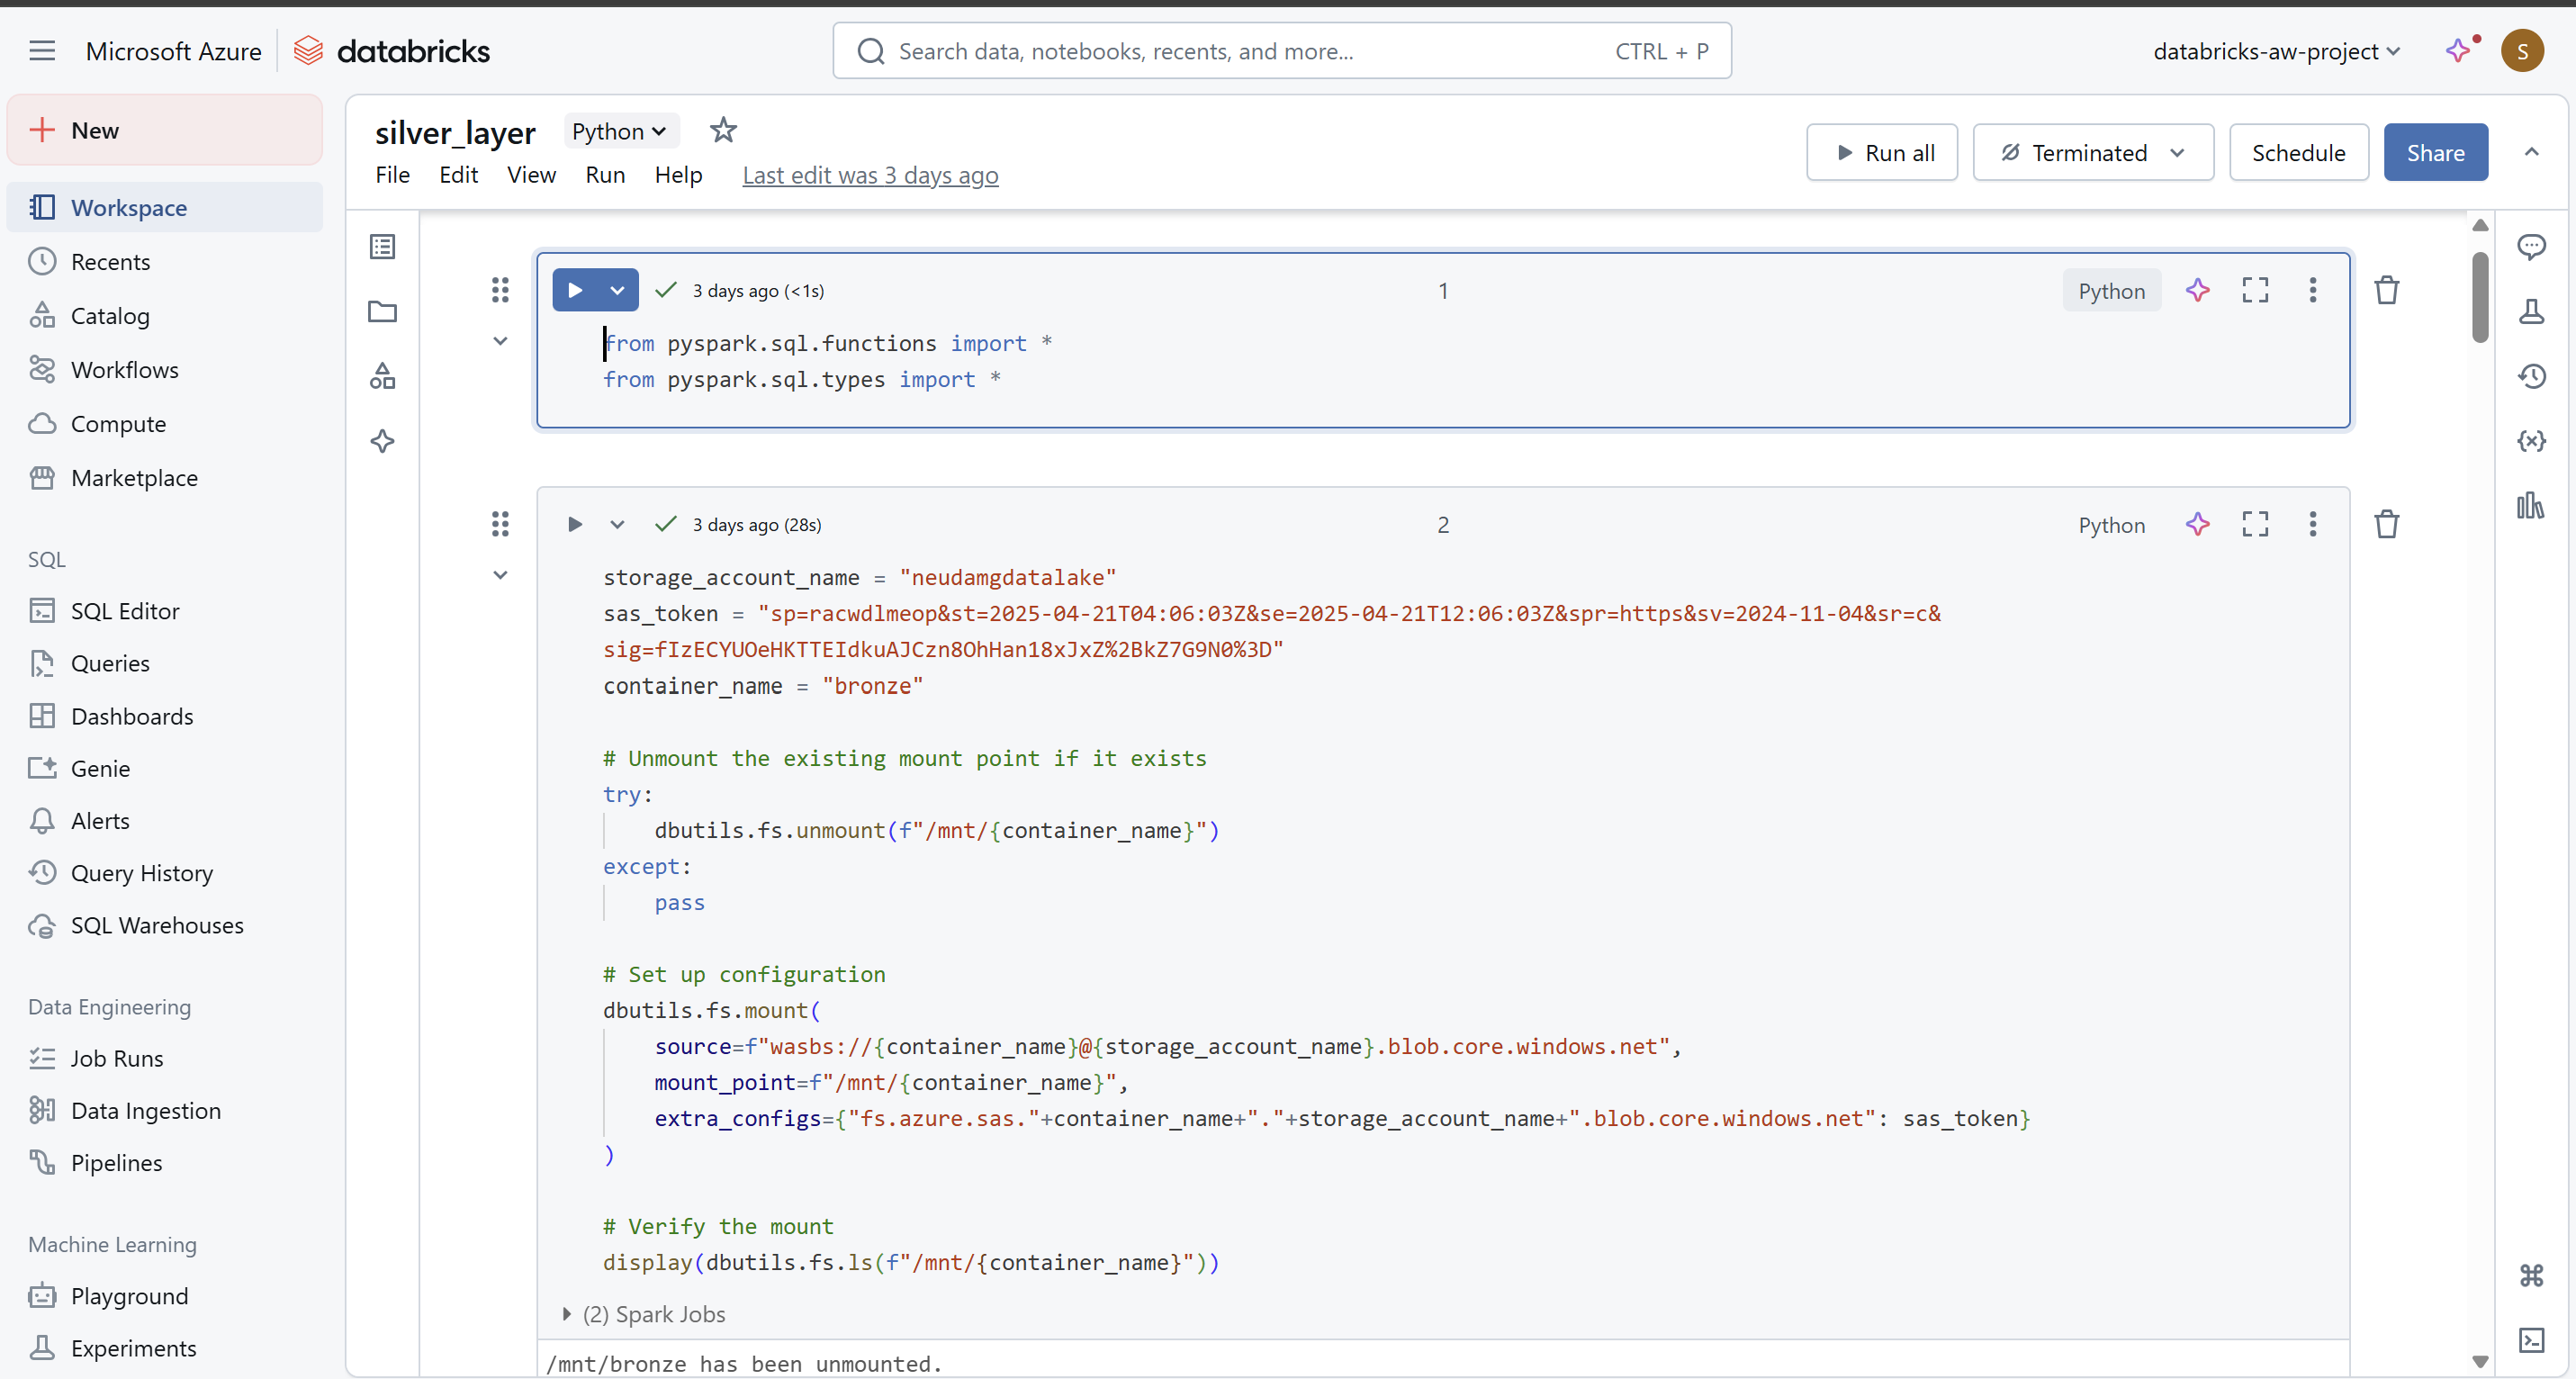 Microsoft Azure databricks
Search data, notebooks, recents, and more... CTRL + P
databricks-aw-project
S
New
Workspace
Recents
Catalog
Workflows
Compute
Marketplace
SQL
SQL Editor
Queries
Dashboards
Genie
Alerts
Query History
SQL Warehouses
Data Engineering
Job Runs
Data Ingestion
Pipelines
Machine Learning
Playground
Experiments
silver_layer Python
File Edit View Run Help Last edit was 3 days ago
Run all Terminated Schedule Share
3 days ago (<1s) 1 Python
from pyspark.sql.functions import *
from pyspark.sql.types import *
3 days ago (28s) 2 Python
storage_account_name = "neudamgdatalake"
sas_token = "sp=racwdlmeop&st=2025-04-21T04:06:03Z&se=2025-04-21T12:06:03Z&spr=https&sv=2024-11-04&sr=c&
sig=fIzECYUOeHKTTEIdkuAJCzn8OhHan18xJxZ%2BkZ7G9N0%3D"
container_name = "bronze"
# Unmount the existing mount point if it exists
try:
    dbutils.fs.unmount(f"/mnt/{container_name}")
except:
    pass
# Set up configuration
dbutils.fs.mount(
    source=f"wasbs://{container_name}@{storage_account_name}.blob.core.windows.net",
    mount_point=f"/mnt/{container_name}",
    extra_configs={"fs.azure.sas."+container_name+"."+storage_account_name+".blob.core.windows.net": sas_token}
)
# Verify the mount
display(dbutils.fs.ls(f"/mnt/{container_name}"))
(2) Spark Jobs
/mnt/bronze has been unmounted.